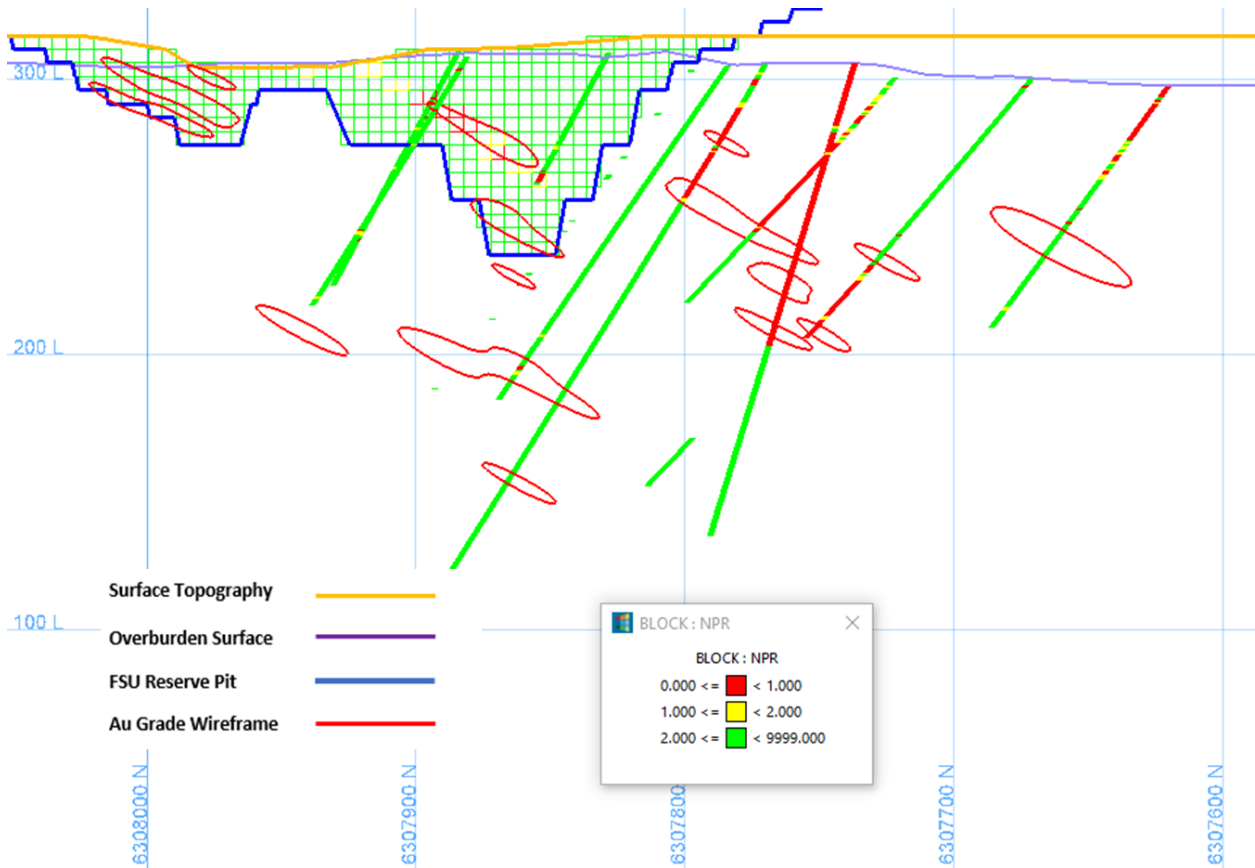 300 L
200 L
100 L
Surface Topography
Overburden Surface
FSU Reserve Pit
Au Grade Wireframe
BLOCK : NPR
BLOCK : NPR
0.000 <= < 1.000
1.000 <= < 2.000
2.000 <= < 9999.000
6308000 N
6307900 N
6307800
6307700 N
6307600 N